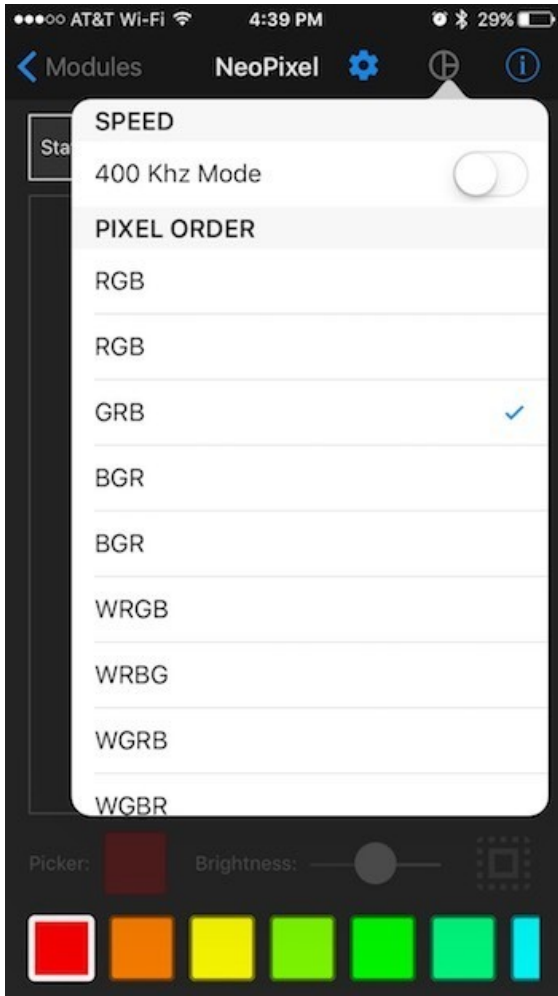 AT&T Wi-Fi 4:39 PM 29%
Modules NeoPixel
SPEED
Sta
400 Khz Mode
PIXEL ORDER
RGB
RGB
GRB
BGR
BGR
WRGB
WRBG
WGRB
WGBR
Picker: Brightness: